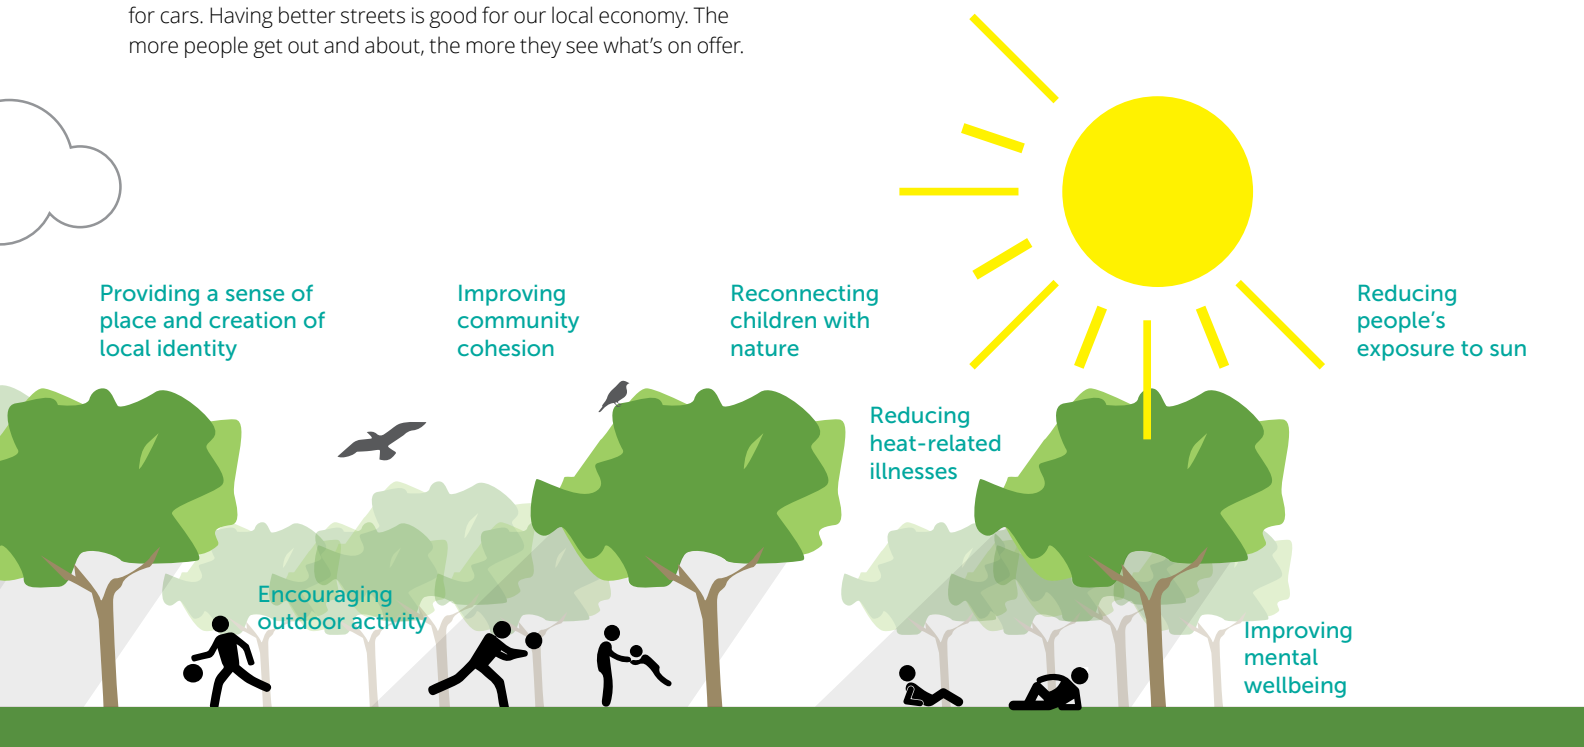 for cars. Having better streets is good for our local economy. The
more people get out and about, the more they see what's on offer.
Providing a sense of
place and creation of
local identity
Improving
community
cohesion
Reconnecting
children with
nature
Reducing
people's
exposure to sun
Reducing
heat-related
illnesses
Encouraging
outdoor activity
Improving
mental
wellbeing